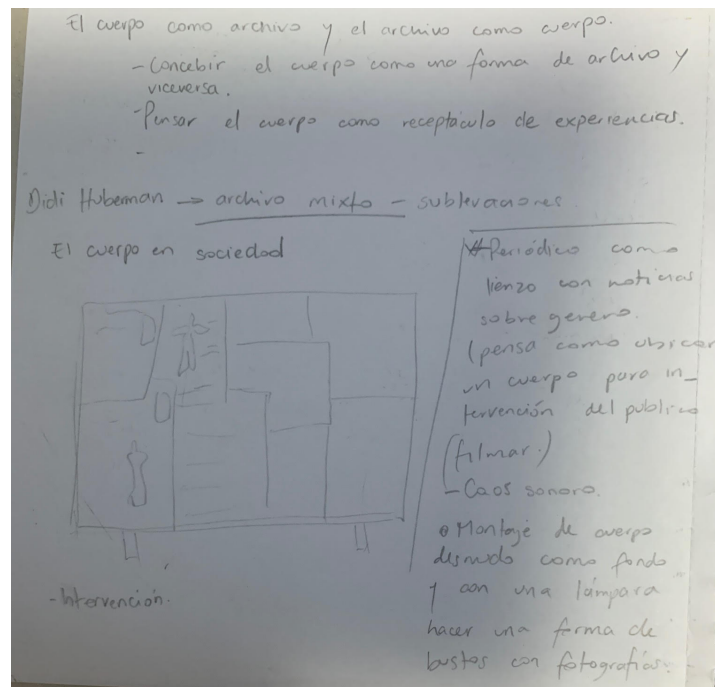 El cuerpo como archivo y el archivo como cuerpo.
- Concebir el cuerpo como una forma de archivo y
viceversa.
- Pensar el cuerpo como receptáculo de experiencias.
-
Didi Huberman → archivo mixto - sublevaciones
El cuerpo en sociedad
* Periódico como
lienzo con noticias
sobre genero.
(pensa como ubicar
un cuerpo para in_
tervención del publico
(filmar.)
- Caos sonoro.
• Montaje de cuerpo
desnudo como fondo
y con una lámpara
hacer una forma de
bustos con fotografías.
- Intervención.